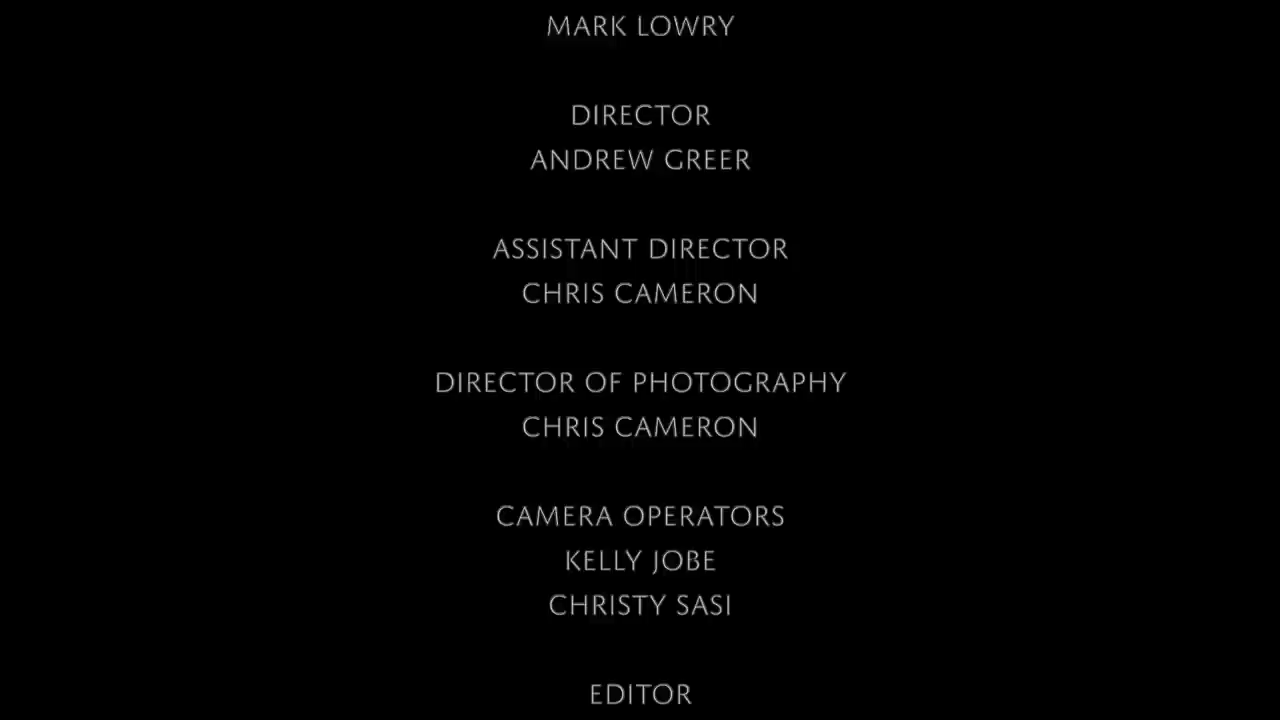 MARK LOWRY
DIRECTOR
ANDREW GREER
ASSISTANT DIRECTOR
CHRIS CAMERON
DIRECTOR OF PHOTOGRAPHY
CHRIS CAMERON
CAMERA OPERATORS
KELLY JOBE
CHRISTY SASI
EDITOR